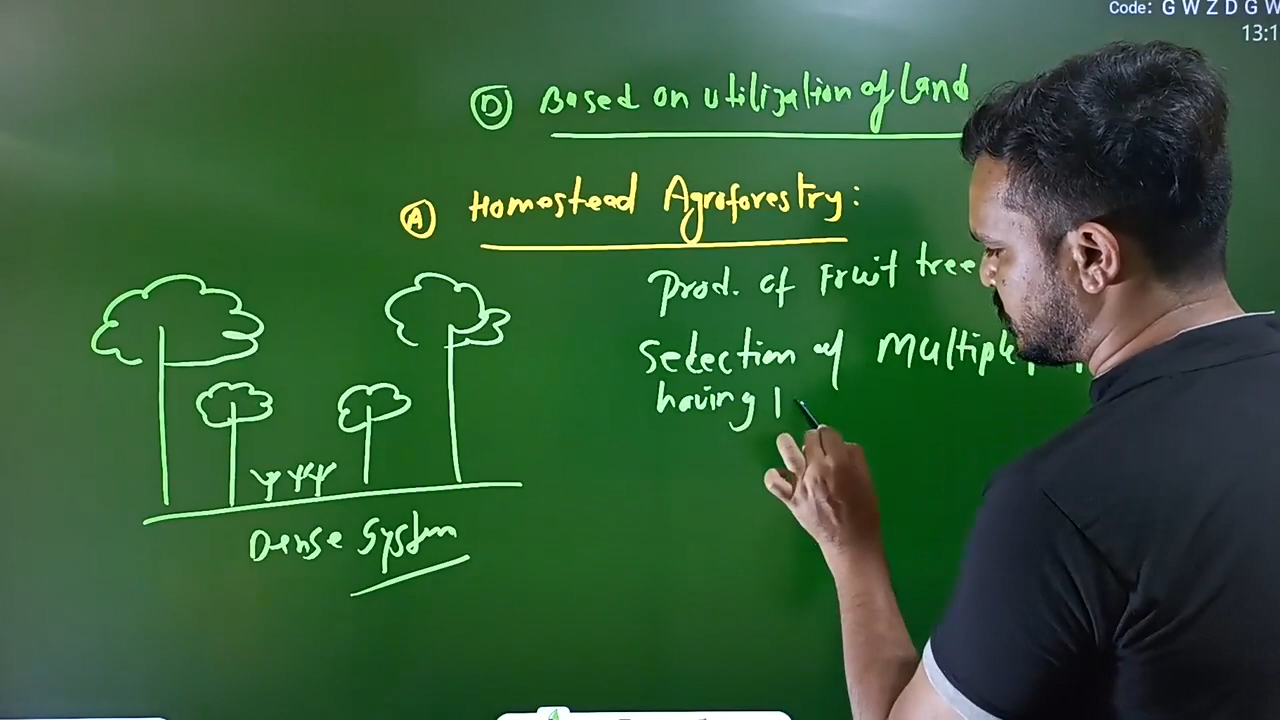 Code: G W Z D G W
13:1
D Based on utilization of Land
A Homestead Agroforestry:
Prod. of Fruit tree
Selection of Multiple
having
Dense System